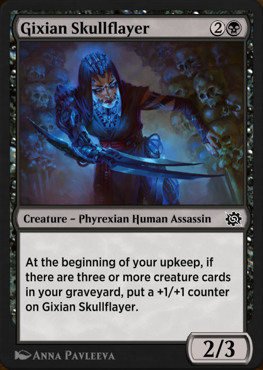 Gixian Skullflayer 2
Creature – Phyrexian Human Assassin
At the beginning of your upkeep, if
there are three or more creature cards
in your graveyard, put a +1/+1 counter
on Gixian Skullflayer.
2/3
Anna Pavleeva